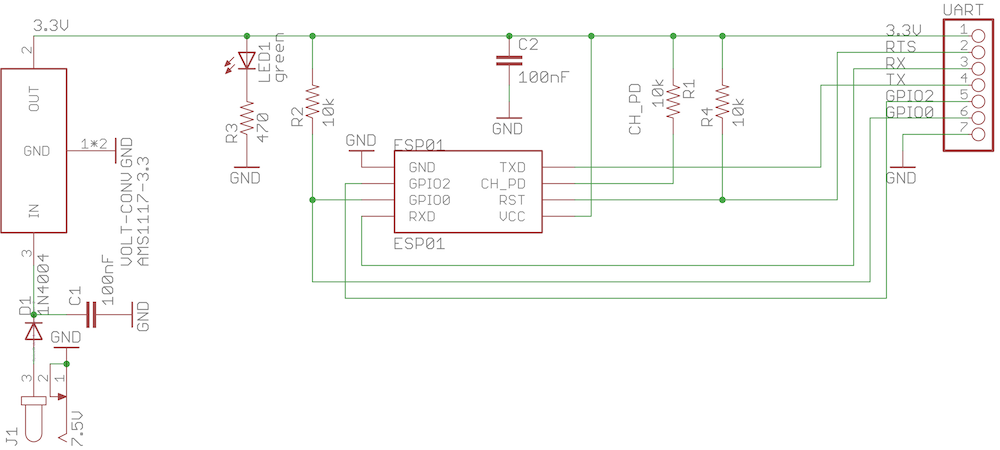 UART
3.3V
3.3V
1
RTS
2
RX
3
TX
4
GPIO2
5
GPIO0
6
7
GND
2
OUT
GND
IN
1*2
GND
3
VOLT-CONV
AMS1117-3.3
LED1
green
R3
470
GND
R2
10k
C2
100nF
GND
CH_PD
10k
R1
R4
10k
GND
ESP01
GND
GPIO2
GPIO0
RXD
TXD
CH_PD
RST
VCC
ESP01
D1
1N4004
C1
100nF
GND
GND
3
2
1
J1
7.5V